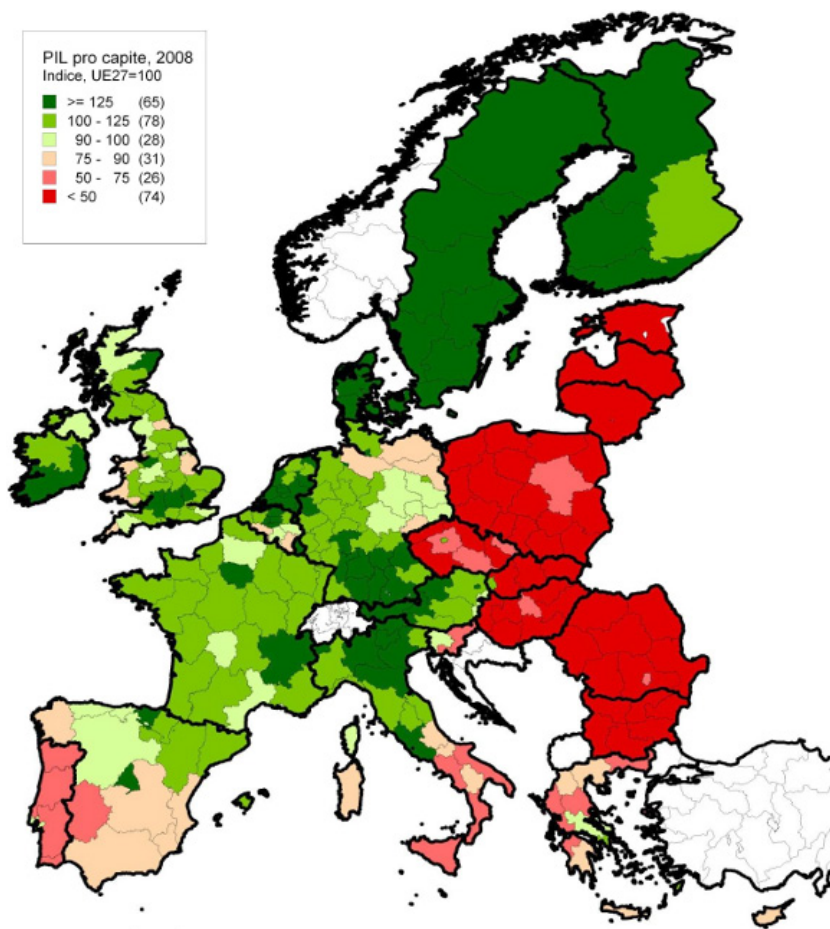 PIL pro capite, 2008
Indice, UE27=100
>= 125 (65)
100 - 125 (78)
90 - 100 (28)
75 - 90 (31)
50 - 75 (26)
< 50 (74)